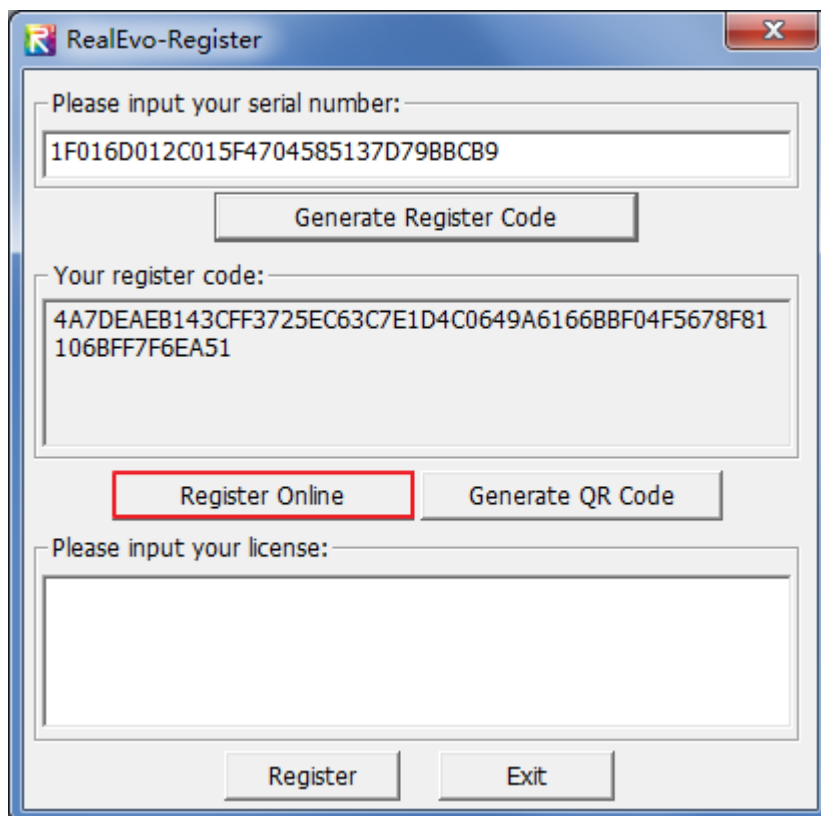 RealEvo-Register
Please input your serial number:
1F016D012C015F4704585137D79BBCB9
Generate Register Code
Your register code:
4A7DEAEB143CFF3725EC63C7E1D4C0649A6166BBF04F5678F81
106BFF7F6EA51
Register Online
Generate QR Code
Please input your license:
Register
Exit